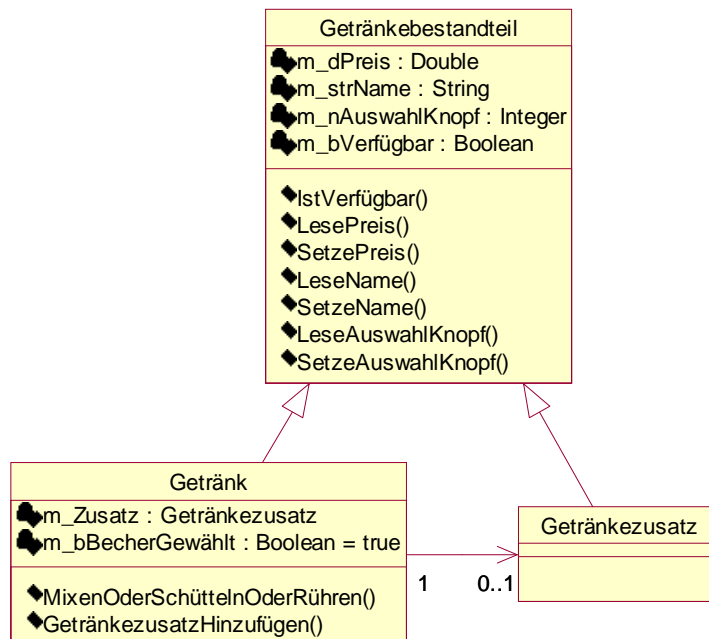 Getränkebestandteil
m_dPreis : Double
m_strName : String
m_nAuswahlKnopf : Integer
m_bVerfügbar : Boolean
IstVerfügbar()
LesePreis()
SetzePreis()
LeseName()
SetzeName()
LeseAuswahlKnopf()
SetzeAuswahlKnopf()
Getränk
m_Zusatz : Getränkezusatz
m_bBecherGewählt : Boolean = true
MixenOderSchüttelnOderRühren()
GetränkezusatzHinzufügen()
1
0..1
Getränkezusatz